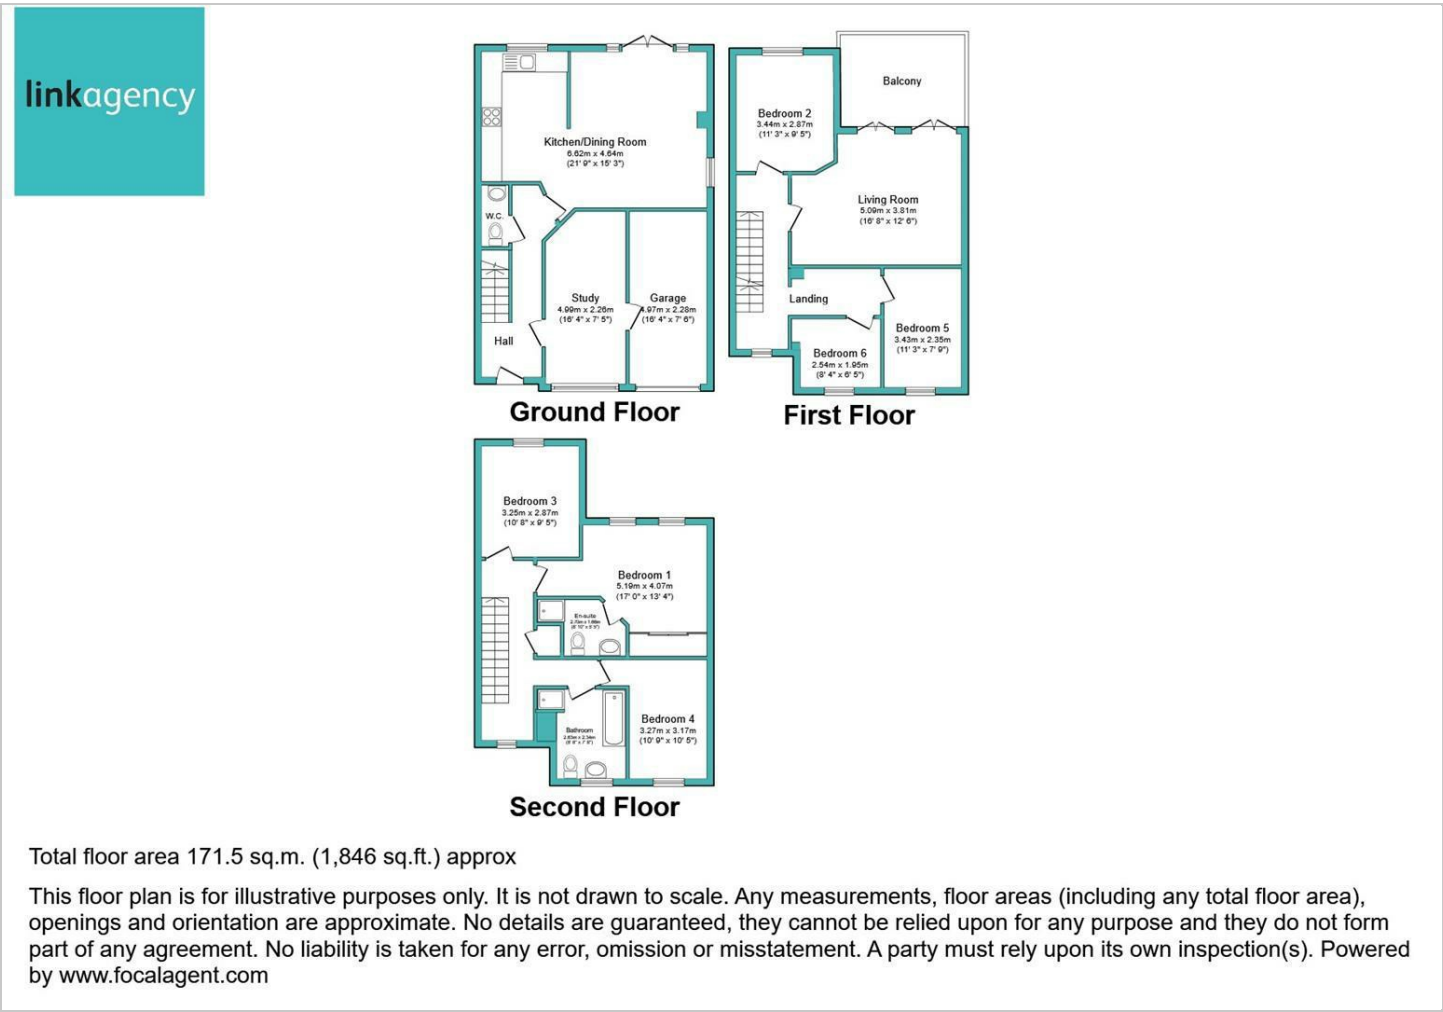 linkagency
Kitchen/Dining Room
6.62m x 4.64m
(21' 9" x 15' 3")
W.C.
Study
4.99m x 2.26m
(16' 4" x 7' 5")
Garage
4.97m x 2.28m
(16' 4" x 7' 6")
Hall
Ground Floor
Balcony
Bedroom 2
3.44m x 2.87m
(11' 3" x 9' 5")
Living Room
5.09m x 3.81m
(16' 8" x 12' 6")
Landing
Bedroom 5
3.43m x 2.35m
(11' 3" x 7' 9")
Bedroom 6
2.54m x 1.95m
(8' 4" x 6' 5")
First Floor
Bedroom 3
3.25m x 2.87m
(10' 8" x 9' 5")
Bedroom 1
5.19m x 4.07m
(17' 0" x 13' 4")
En-suite
Bedroom 4
3.27m x 3.17m
(10' 9" x 10' 5")
Bathroom
Second Floor
Total floor area 171.5 sq.m. (1,846 sq.ft.) approx
This floor plan is for illustrative purposes only. It is not drawn to scale. Any measurements, floor areas (including any total floor area),
openings and orientation are approximate. No details are guaranteed, they cannot be relied upon for any purpose and they do not form
part of any agreement. No liability is taken for any error, omission or misstatement. A party must rely upon its own inspection(s). Powered
by www.focalagent.com